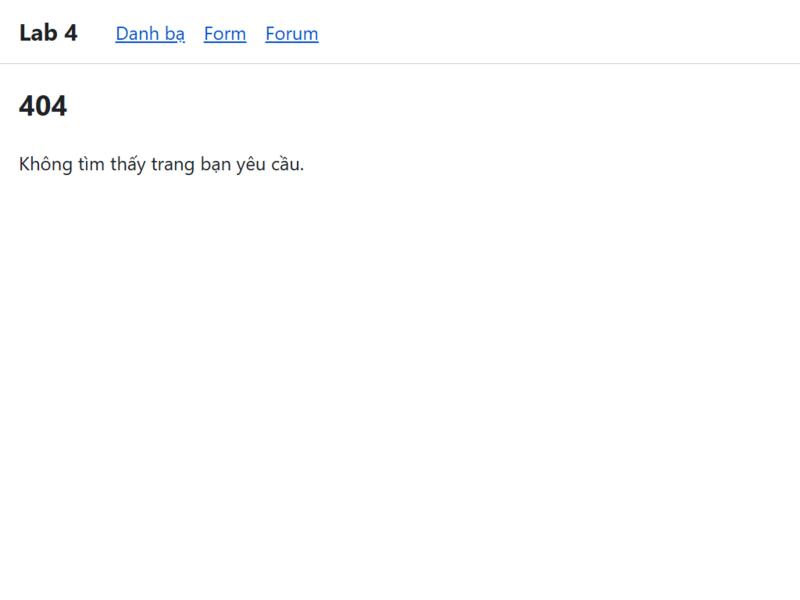 Lab 4 Danh bạ Form Forum
404
Không tìm thấy trang bạn yêu cầu.